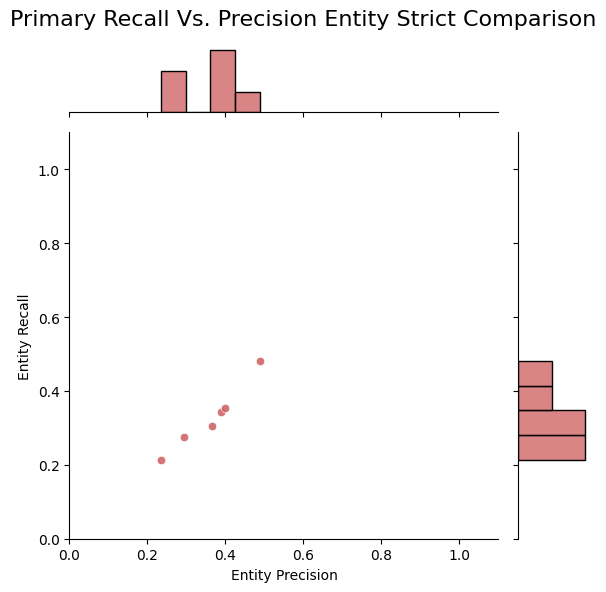 Primary Recall Vs. Precision Entity Strict Comparison
1.0
0.8
0.6
0.4
0.2
0.0
Entity Recall
0.0 0.2 0.4 0.6 0.8 1.0
Entity Precision